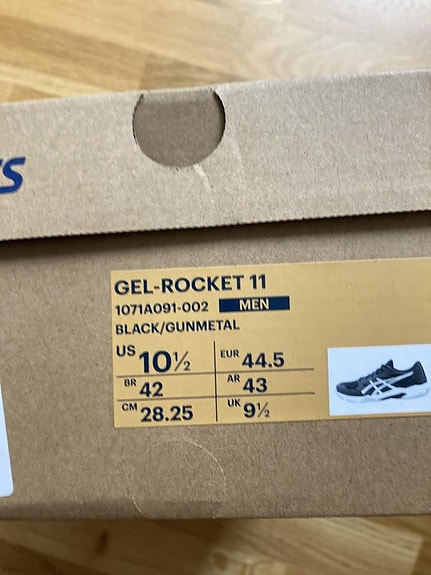 GEL-ROCKET 11
1071A091-002 MEN
BLACK/GUNMETAL
US 10½ EUR 44.5
BR 42 AR 43
CM 28.25 UK 9½